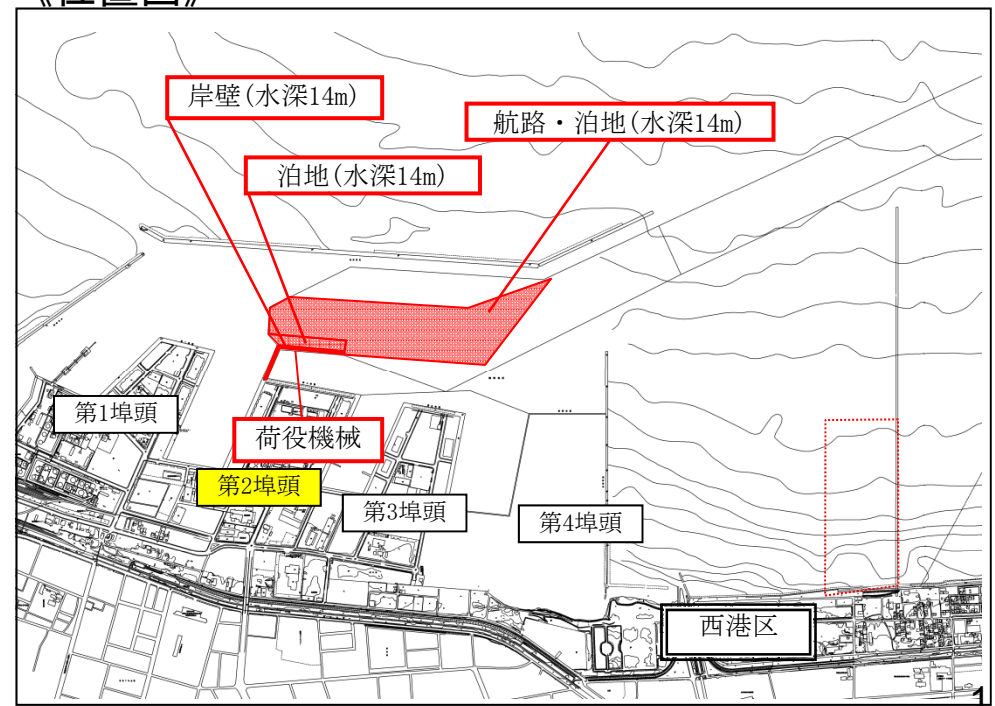 岸壁(水深14m)
航路・泊地(水深14m)
泊地(水深14m)
第1埠頭
荷役機械
第2埠頭
第3埠頭
第4埠頭
西港区
1